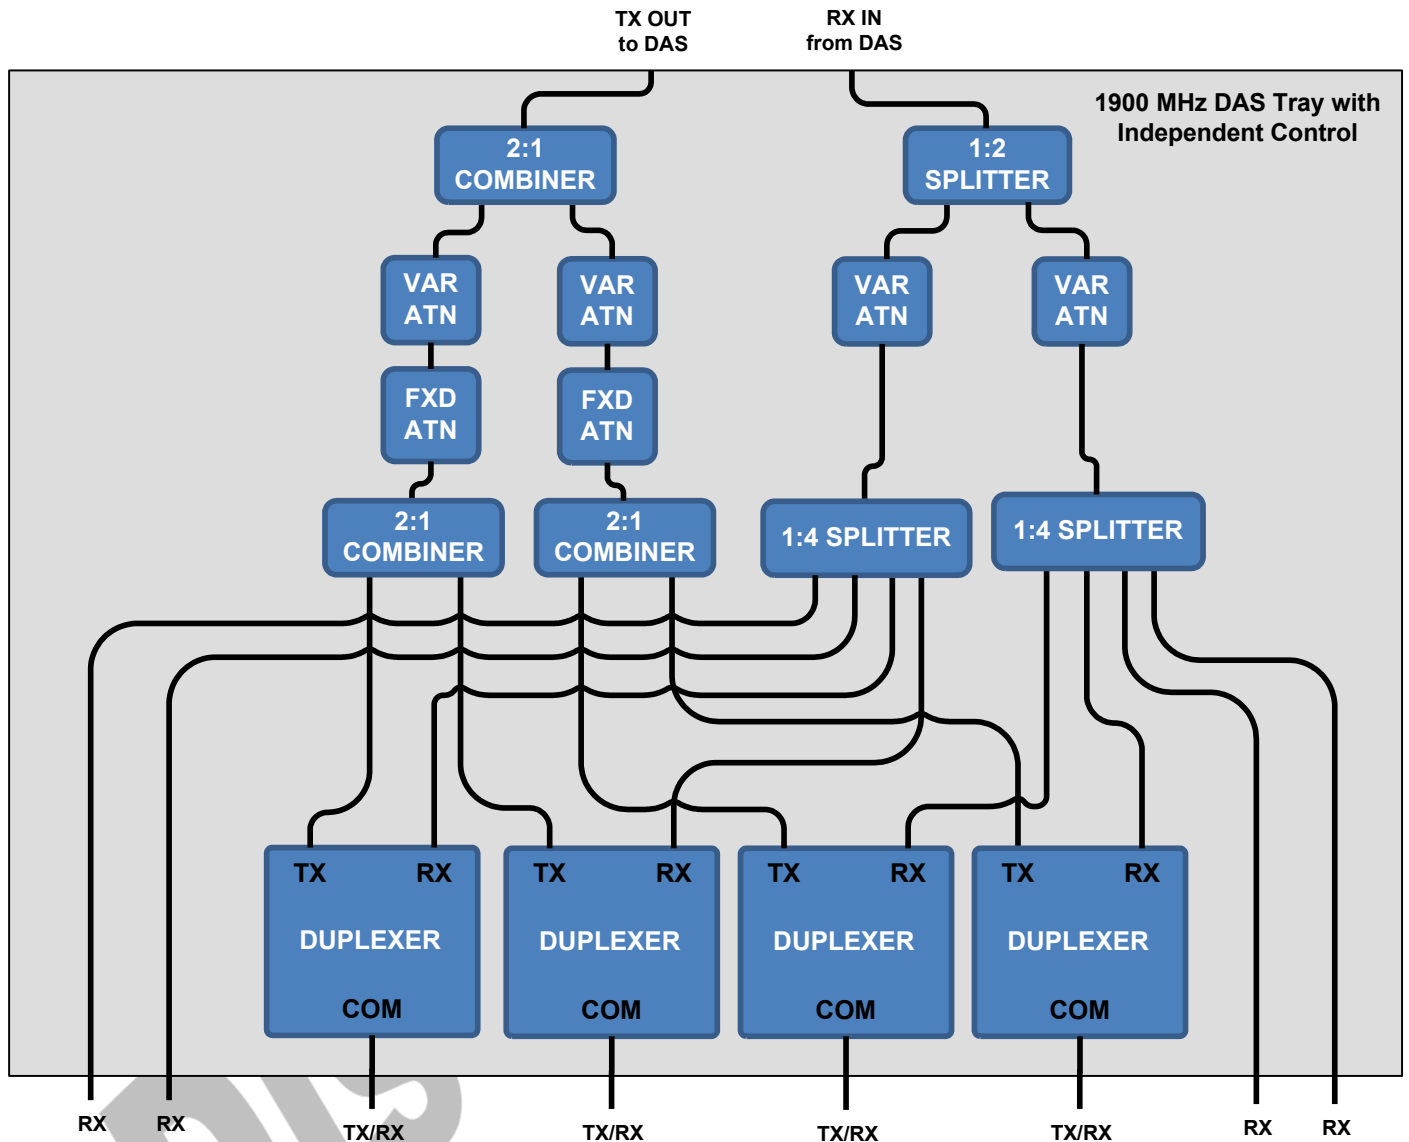 TX OUT
to DAS
RX IN
from DAS
1900 MHz DAS Tray with
Independent Control
2:1
COMBINER
1:2
SPLITTER
VAR
ATN
VAR
ATN
VAR
ATN
VAR
ATN
FXD
ATN
FXD
ATN
2:1
COMBINER
2:1
COMBINER
1:4 SPLITTER
1:4 SPLITTER
TX RX
DUPLEXER
COM
TX RX
DUPLEXER
COM
TX RX
DUPLEXER
COM
TX RX
DUPLEXER
COM
RX
RX
TX/RX
TX/RX
TX/RX
TX/RX
RX
RX